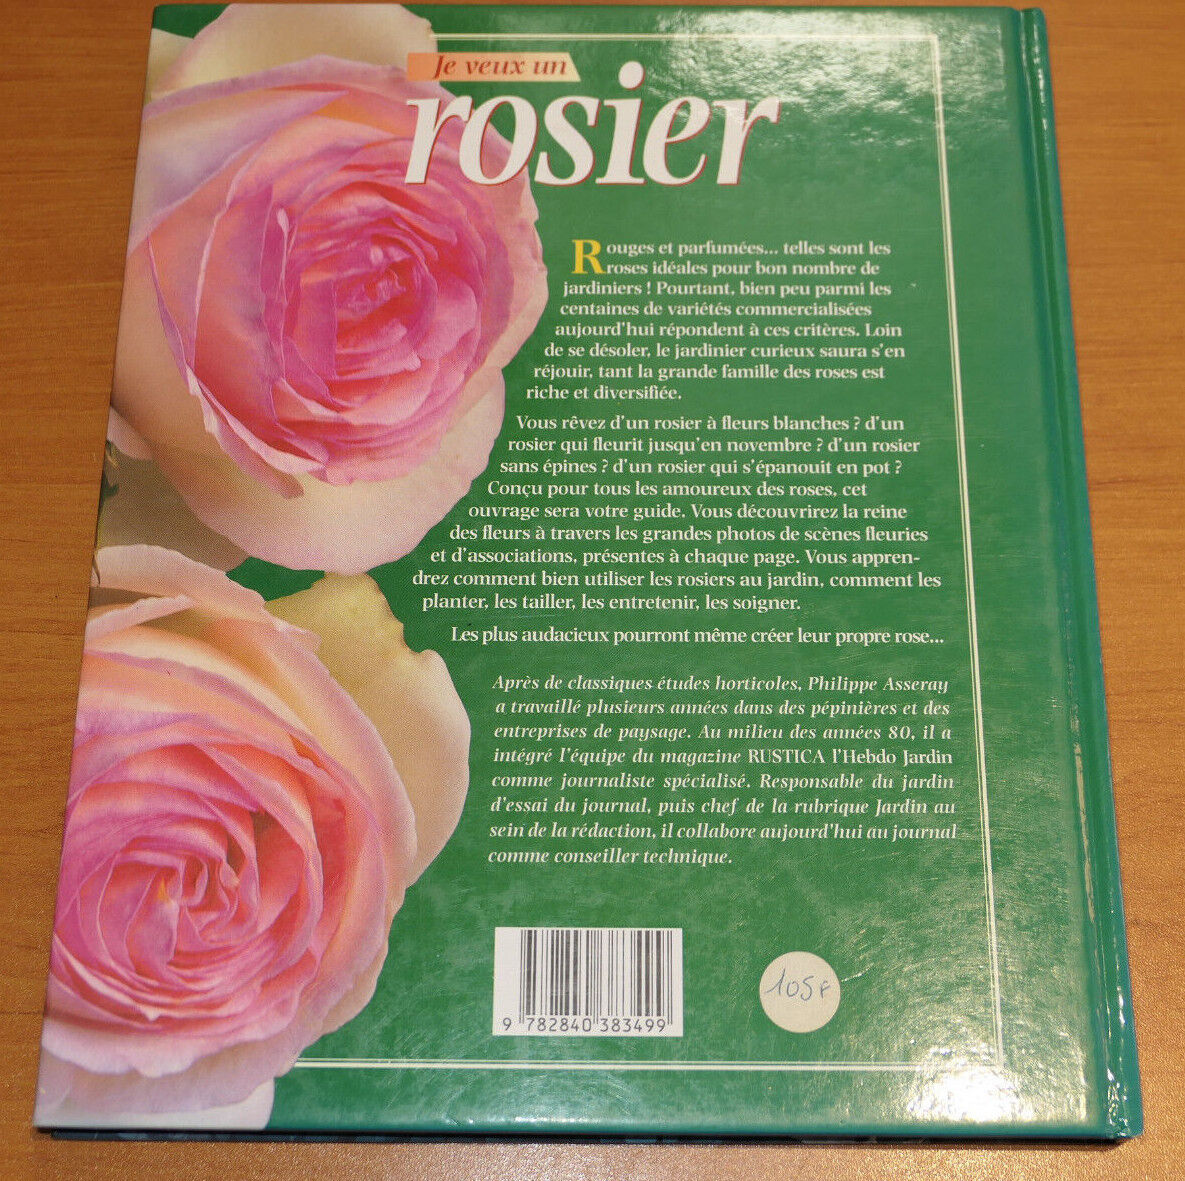 Je veux un
rosier
Rouges et parfumées... telles sont les
roses idéales pour bon nombre de
jardiniers ! Pourtant, bien peu parmi les
centaines de variétés commercialisées
aujourd'hui répondent à ces critères. Loin
de se désoler, le jardinier curieux saura s'en
réjouir, tant la grande famille des roses est
riche et diversifiée.
Vous rêvez d'un rosier à fleurs blanches ? d'un
rosier qui fleurit jusqu'en novembre ? d'un rosier
sans épines ? d'un rosier qui s'épanouit en pot ?
Conçu pour tous les amoureux des roses, cet
ouvrage sera votre guide. Vous découvrirez la reine
des fleurs à travers les grandes photos de scènes fleuries
et d'associations, présentes à chaque page. Vous appren-
drez comment bien utiliser les rosiers au jardin, comment les
planter, les tailler, les entretenir, les soigner.
Les plus audacieux pourront même créer leur propre rose...
Après de classiques études horticoles, Philippe Asseray
a travaillé plusieurs années dans des pépinières et des
entreprises de paysage. Au milieu des années 80, il a
intégré l'équipe du magazine RUSTICA l'Hebdo Jardin
comme journaliste spécialisé. Responsable du jardin
d'essai du journal, puis chef de la rubrique Jardin au
sein de la rédaction, il collabore aujourd'hui au journal
comme conseiller technique.
9 782840 383499
105F